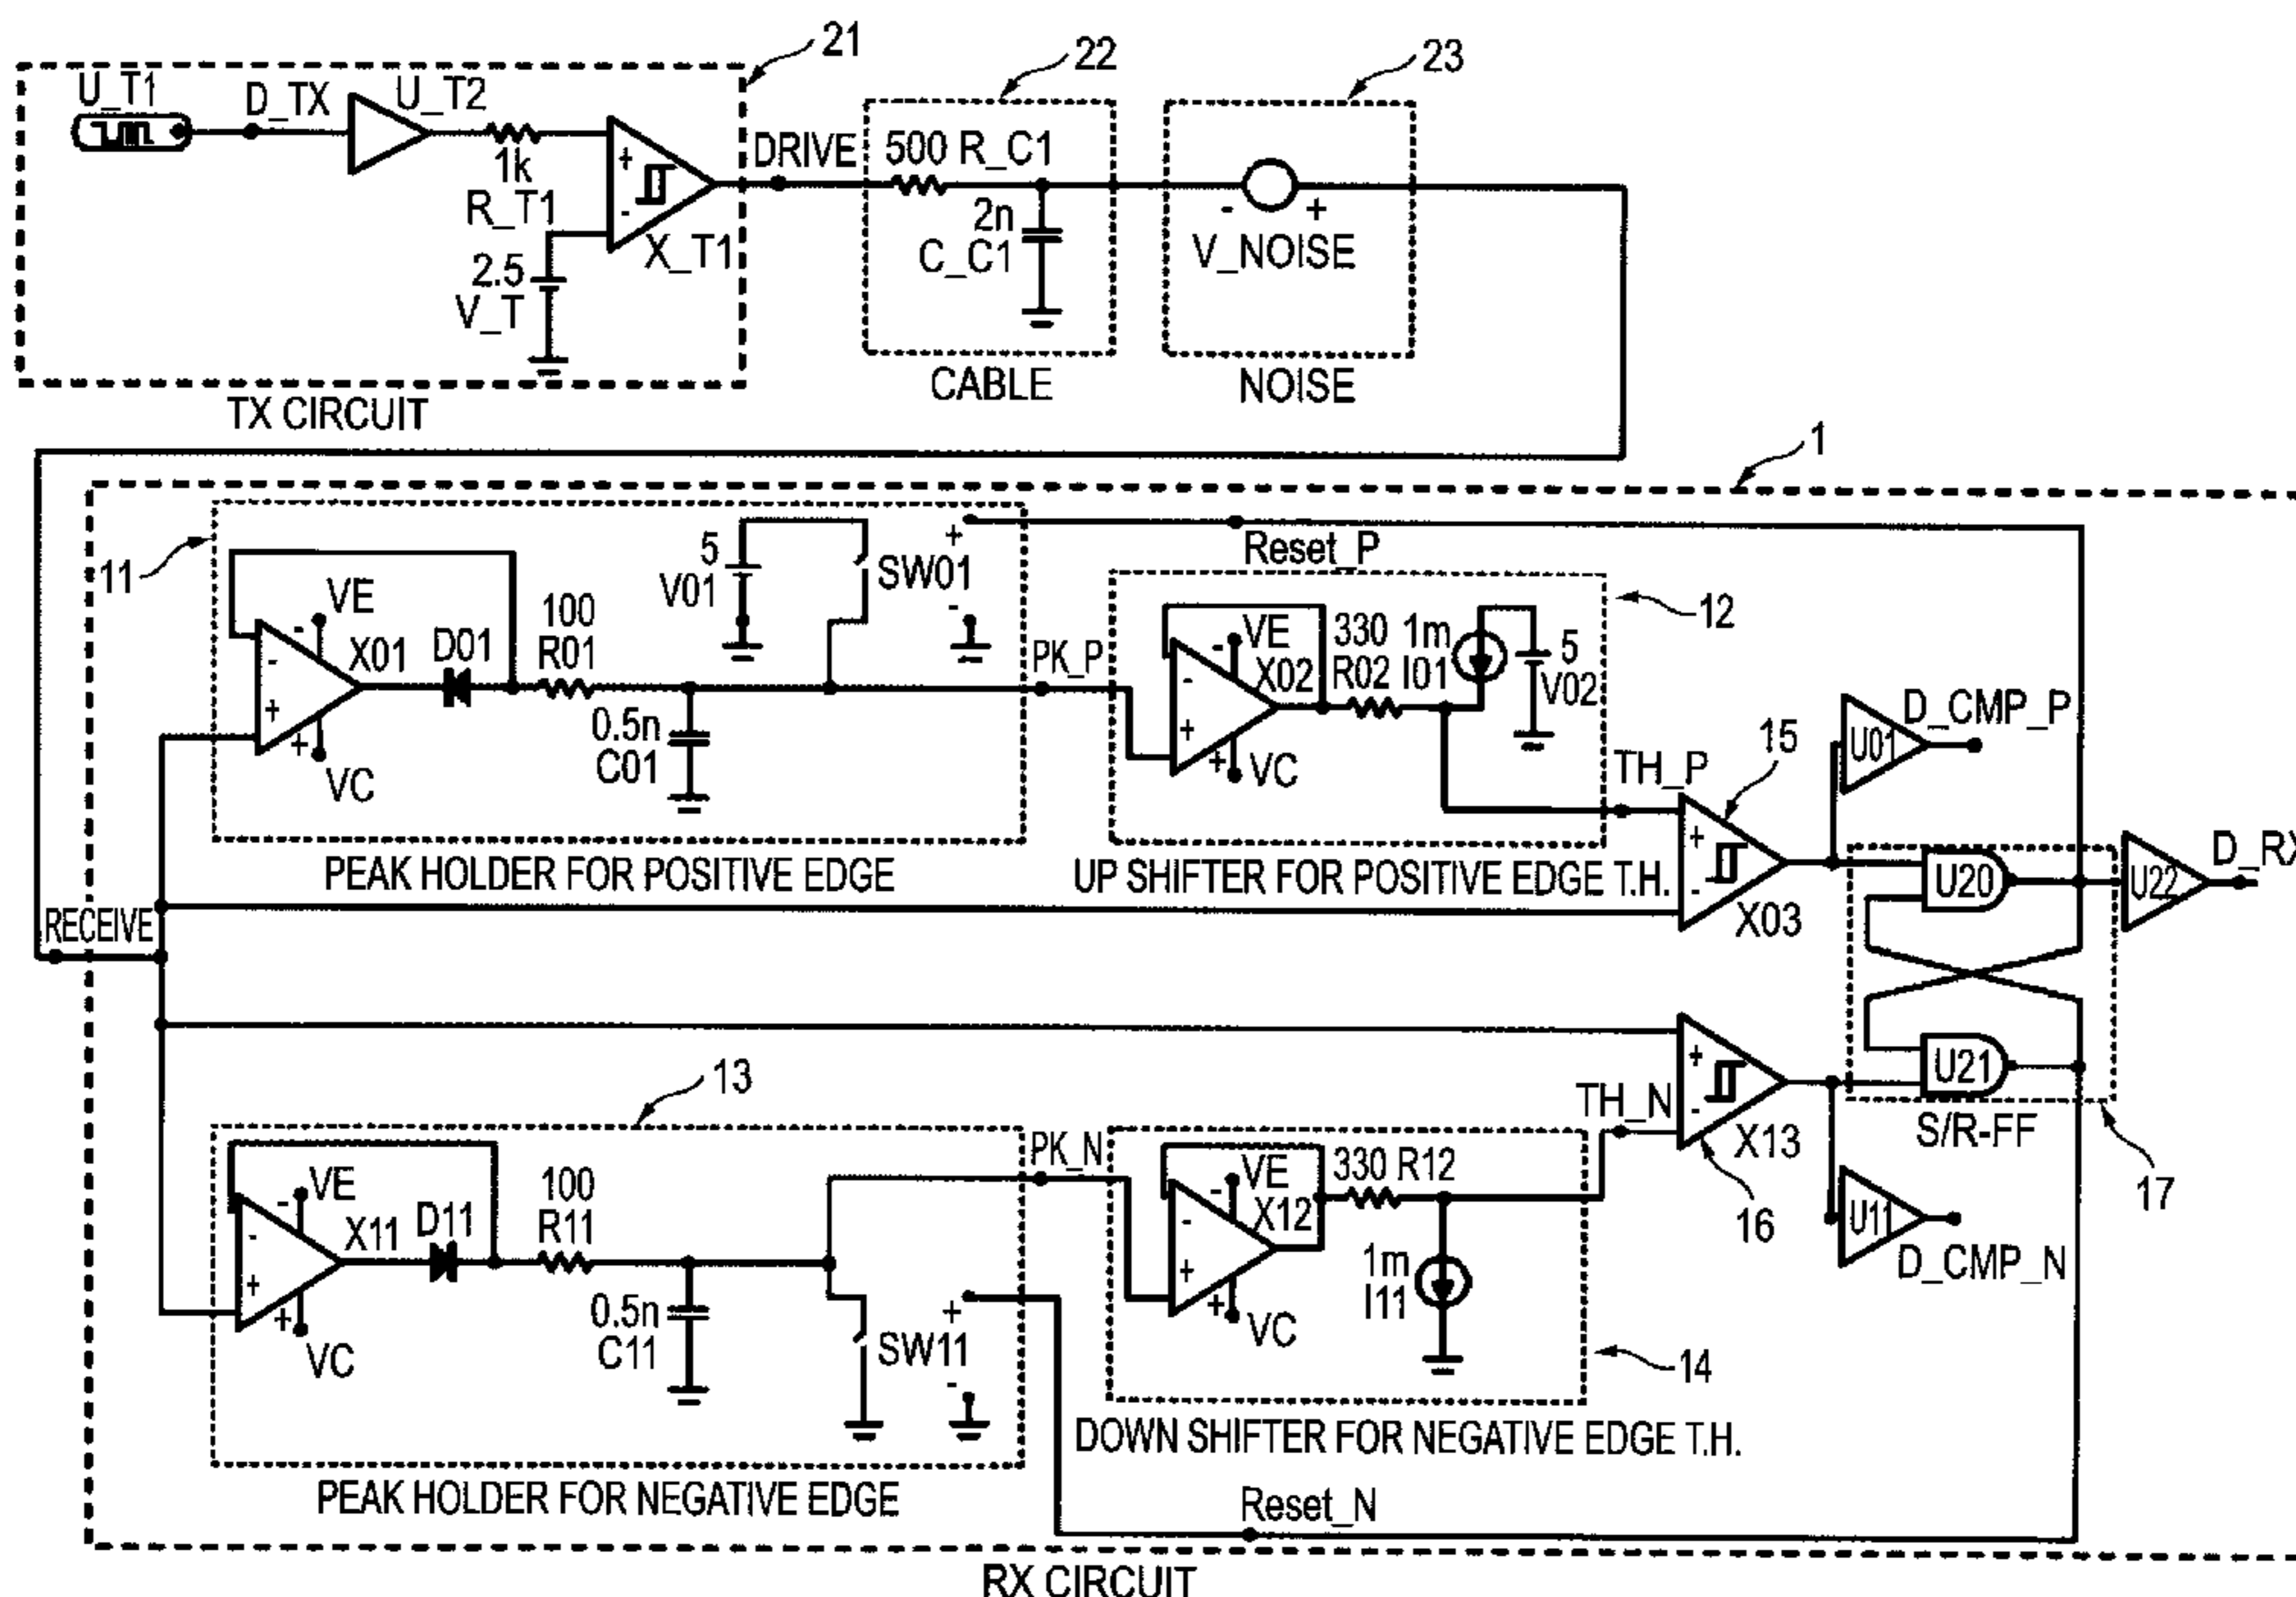 21
22
23
U_T1
D_TX
U_T2
1k
R_T1
+
-
X_T1
2.5
V_T
TX CIRCUIT
DRIVE
500 R_C1
2n
C_C1
CABLE
-
+
V_NOISE
NOISE
1
11
VE
-
-
X01
+
+
VC
D01
100
R01
0.5n
C01
5
V01
SW01
+
-
PEAK HOLDER FOR POSITIVE EDGE
Reset_P
PK_P
12
VE
-
-
X02
+
+
VC
330
R02
1m
I01
5
V02
UP SHIFTER FOR POSITIVE EDGE T.H.
TH_P
15
+
-
X03
U01
D_CMP_P
U20
U22
D_RX
RECEIVE
U21
S/R-FF
17
13
VE
-
-
X11
+
+
VC
D11
100
R11
0.5n
C11
SW11
+
-
PEAK HOLDER FOR NEGATIVE EDGE
PK_N
VE
-
-
X12
+
+
VC
330 R12
1m
I11
14
DOWN SHIFTER FOR NEGATIVE EDGE T.H.
TH_N
+
-
X13
16
U11
D_CMP_N
Reset_N
RX CIRCUIT